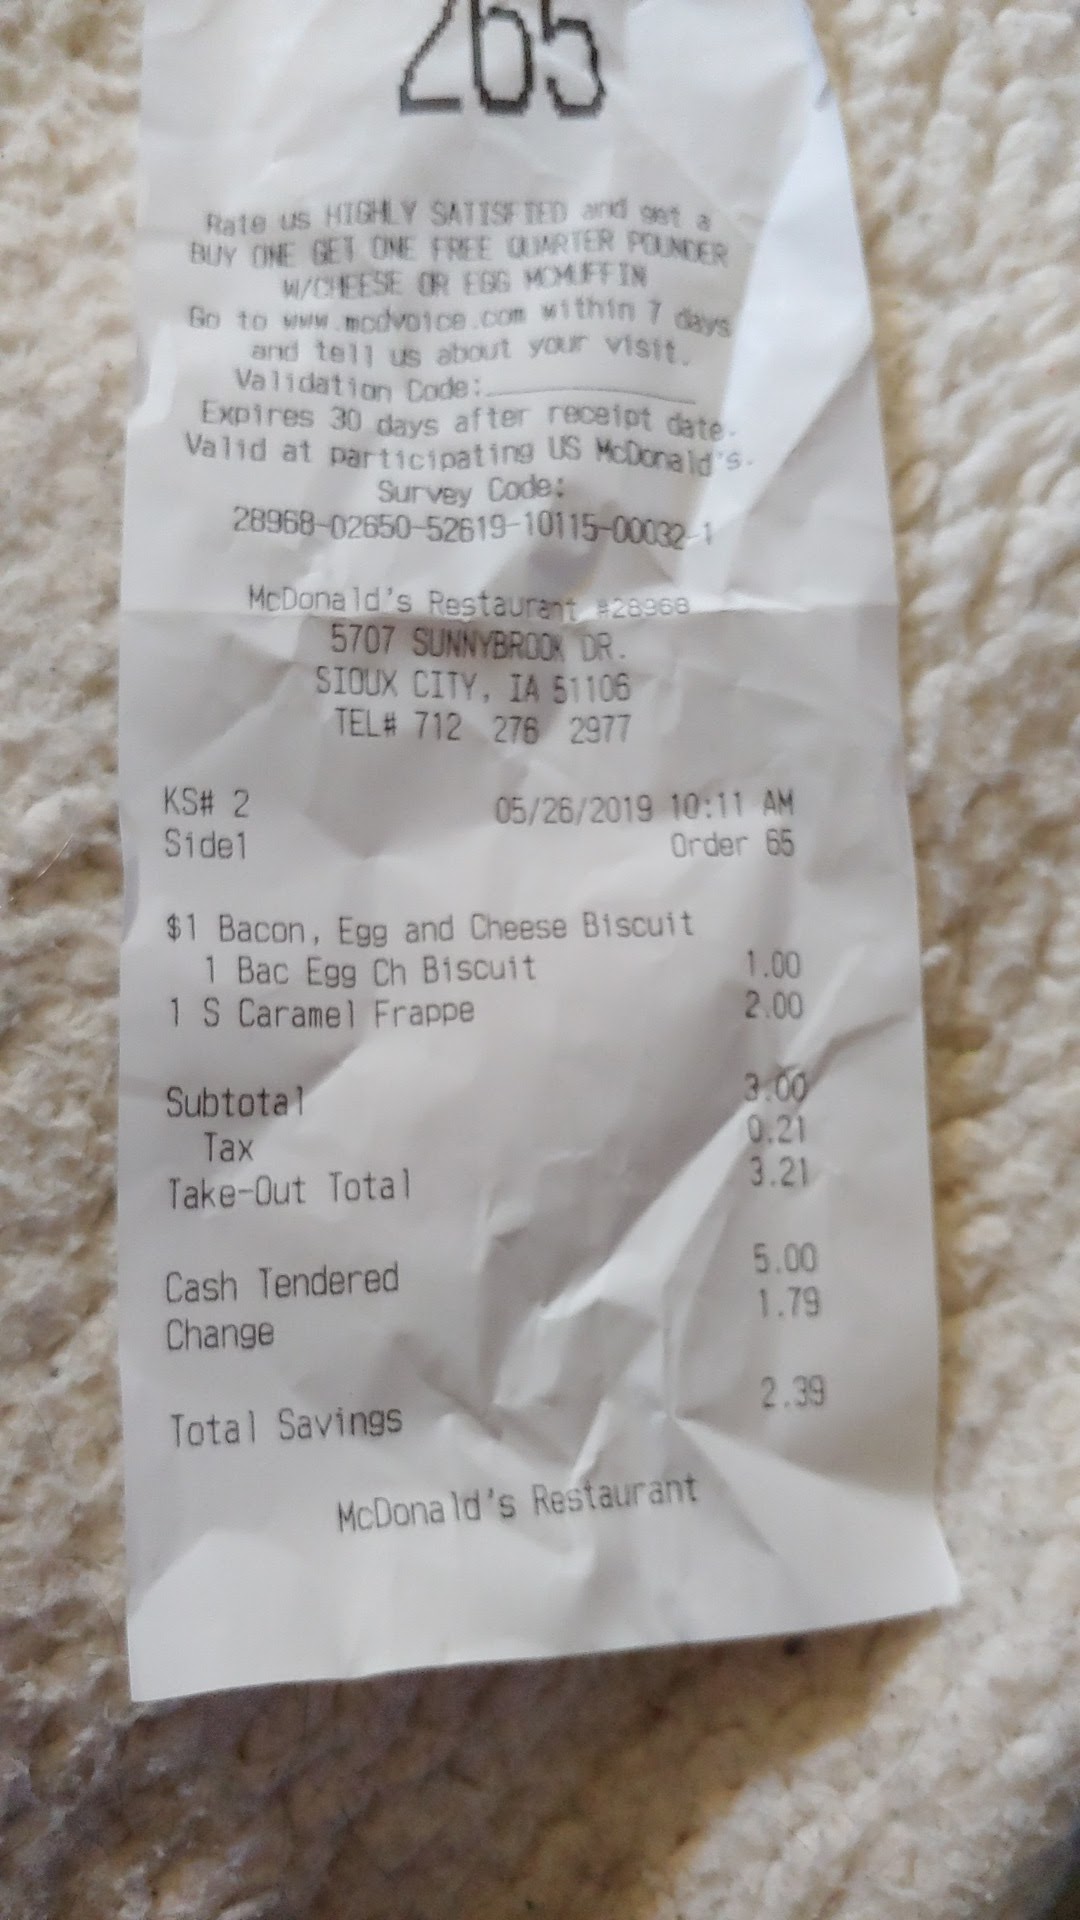 265
Rate us HIGHLY SATISFIED and get a
BUY ONE GET ONE FREE QUARTER POUNDER
W/CHEESE OR EGG MCMUFFIN
Go to www.mcdvoice.com within 7 days
and tell us about your visit.
Validation Code:
Expires 30 days after receipt date.
Valid at participating US McDonald's.
Survey Code:
28968-02650-52619-10115-00032-1
McDonald's Restaurant #28968
5707 SUNNYBROOK DR.
SIOUX CITY, IA 51106
TEL# 712 276 2977
KS# 2 05/26/2019 10:11 AM
Side1 Order 65
$1 Bacon, Egg and Cheese Biscuit
1 Bac Egg Ch Biscuit 1.00
1 S Caramel Frappe 2.00
Subtotal 3.00
Tax 0.21
Take-Out Total 3.21
Cash Tendered 5.00
Change 1.79
Total Savings 2.39
McDonald's Restaurant